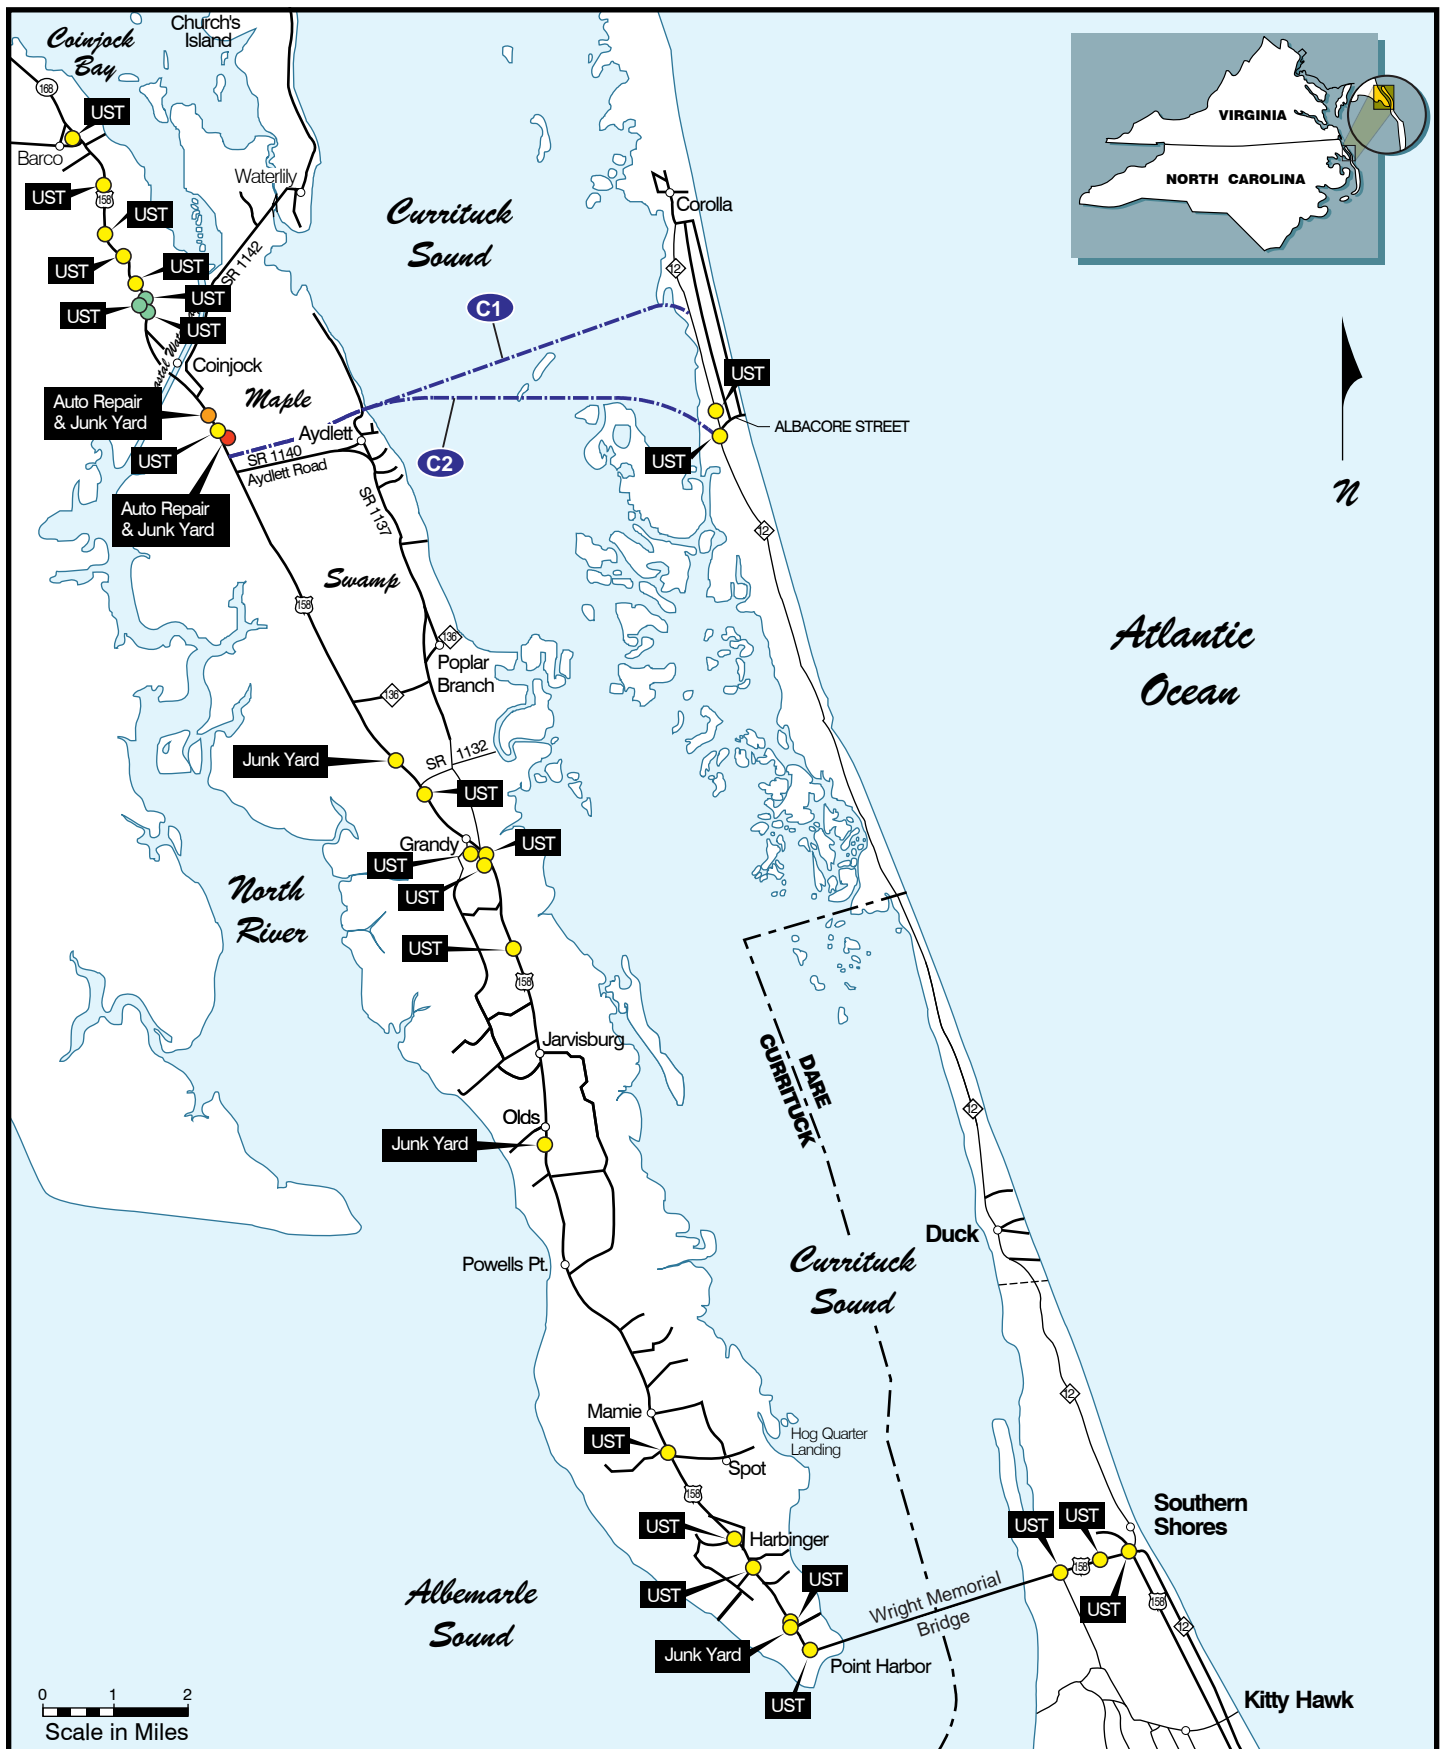 Coinjock
Bay
Church's
Island
168
UST
Barco
UST
158
UST
Waterlily
UST
UST
SR 1142
UST
UST
UST
Coinjock
Currituck
Sound
C1
C2
Corolla
12
VIRGINIA
NORTH CAROLINA
N
Auto Repair
& Junk Yard
Maple
UST
Aydlett
SR 1140
Aydlett Road
Auto Repair
& Junk Yard
SR 1137
UST
ALBACORE STREET
UST
12
Swamp
158
136
Poplar
Branch
136
Atlantic
Ocean
Junk Yard
SR 1132
UST
Grandy
UST
UST
UST
North
River
UST
158
Jarvisburg
DARE
CURRITUCK
Olds
Junk Yard
12
Duck
Powells Pt.
Currituck
Sound
12
Mamie
UST
Hog Quarter
Landing
Spot
158
UST
Harbinger
UST
UST
Junk Yard
Point Harbor
UST
Albemarle
Sound
Wright Memorial
Bridge
UST
UST
158
UST
Southern
Shores
158
12
Kitty Hawk
0 1 2
Scale in Miles